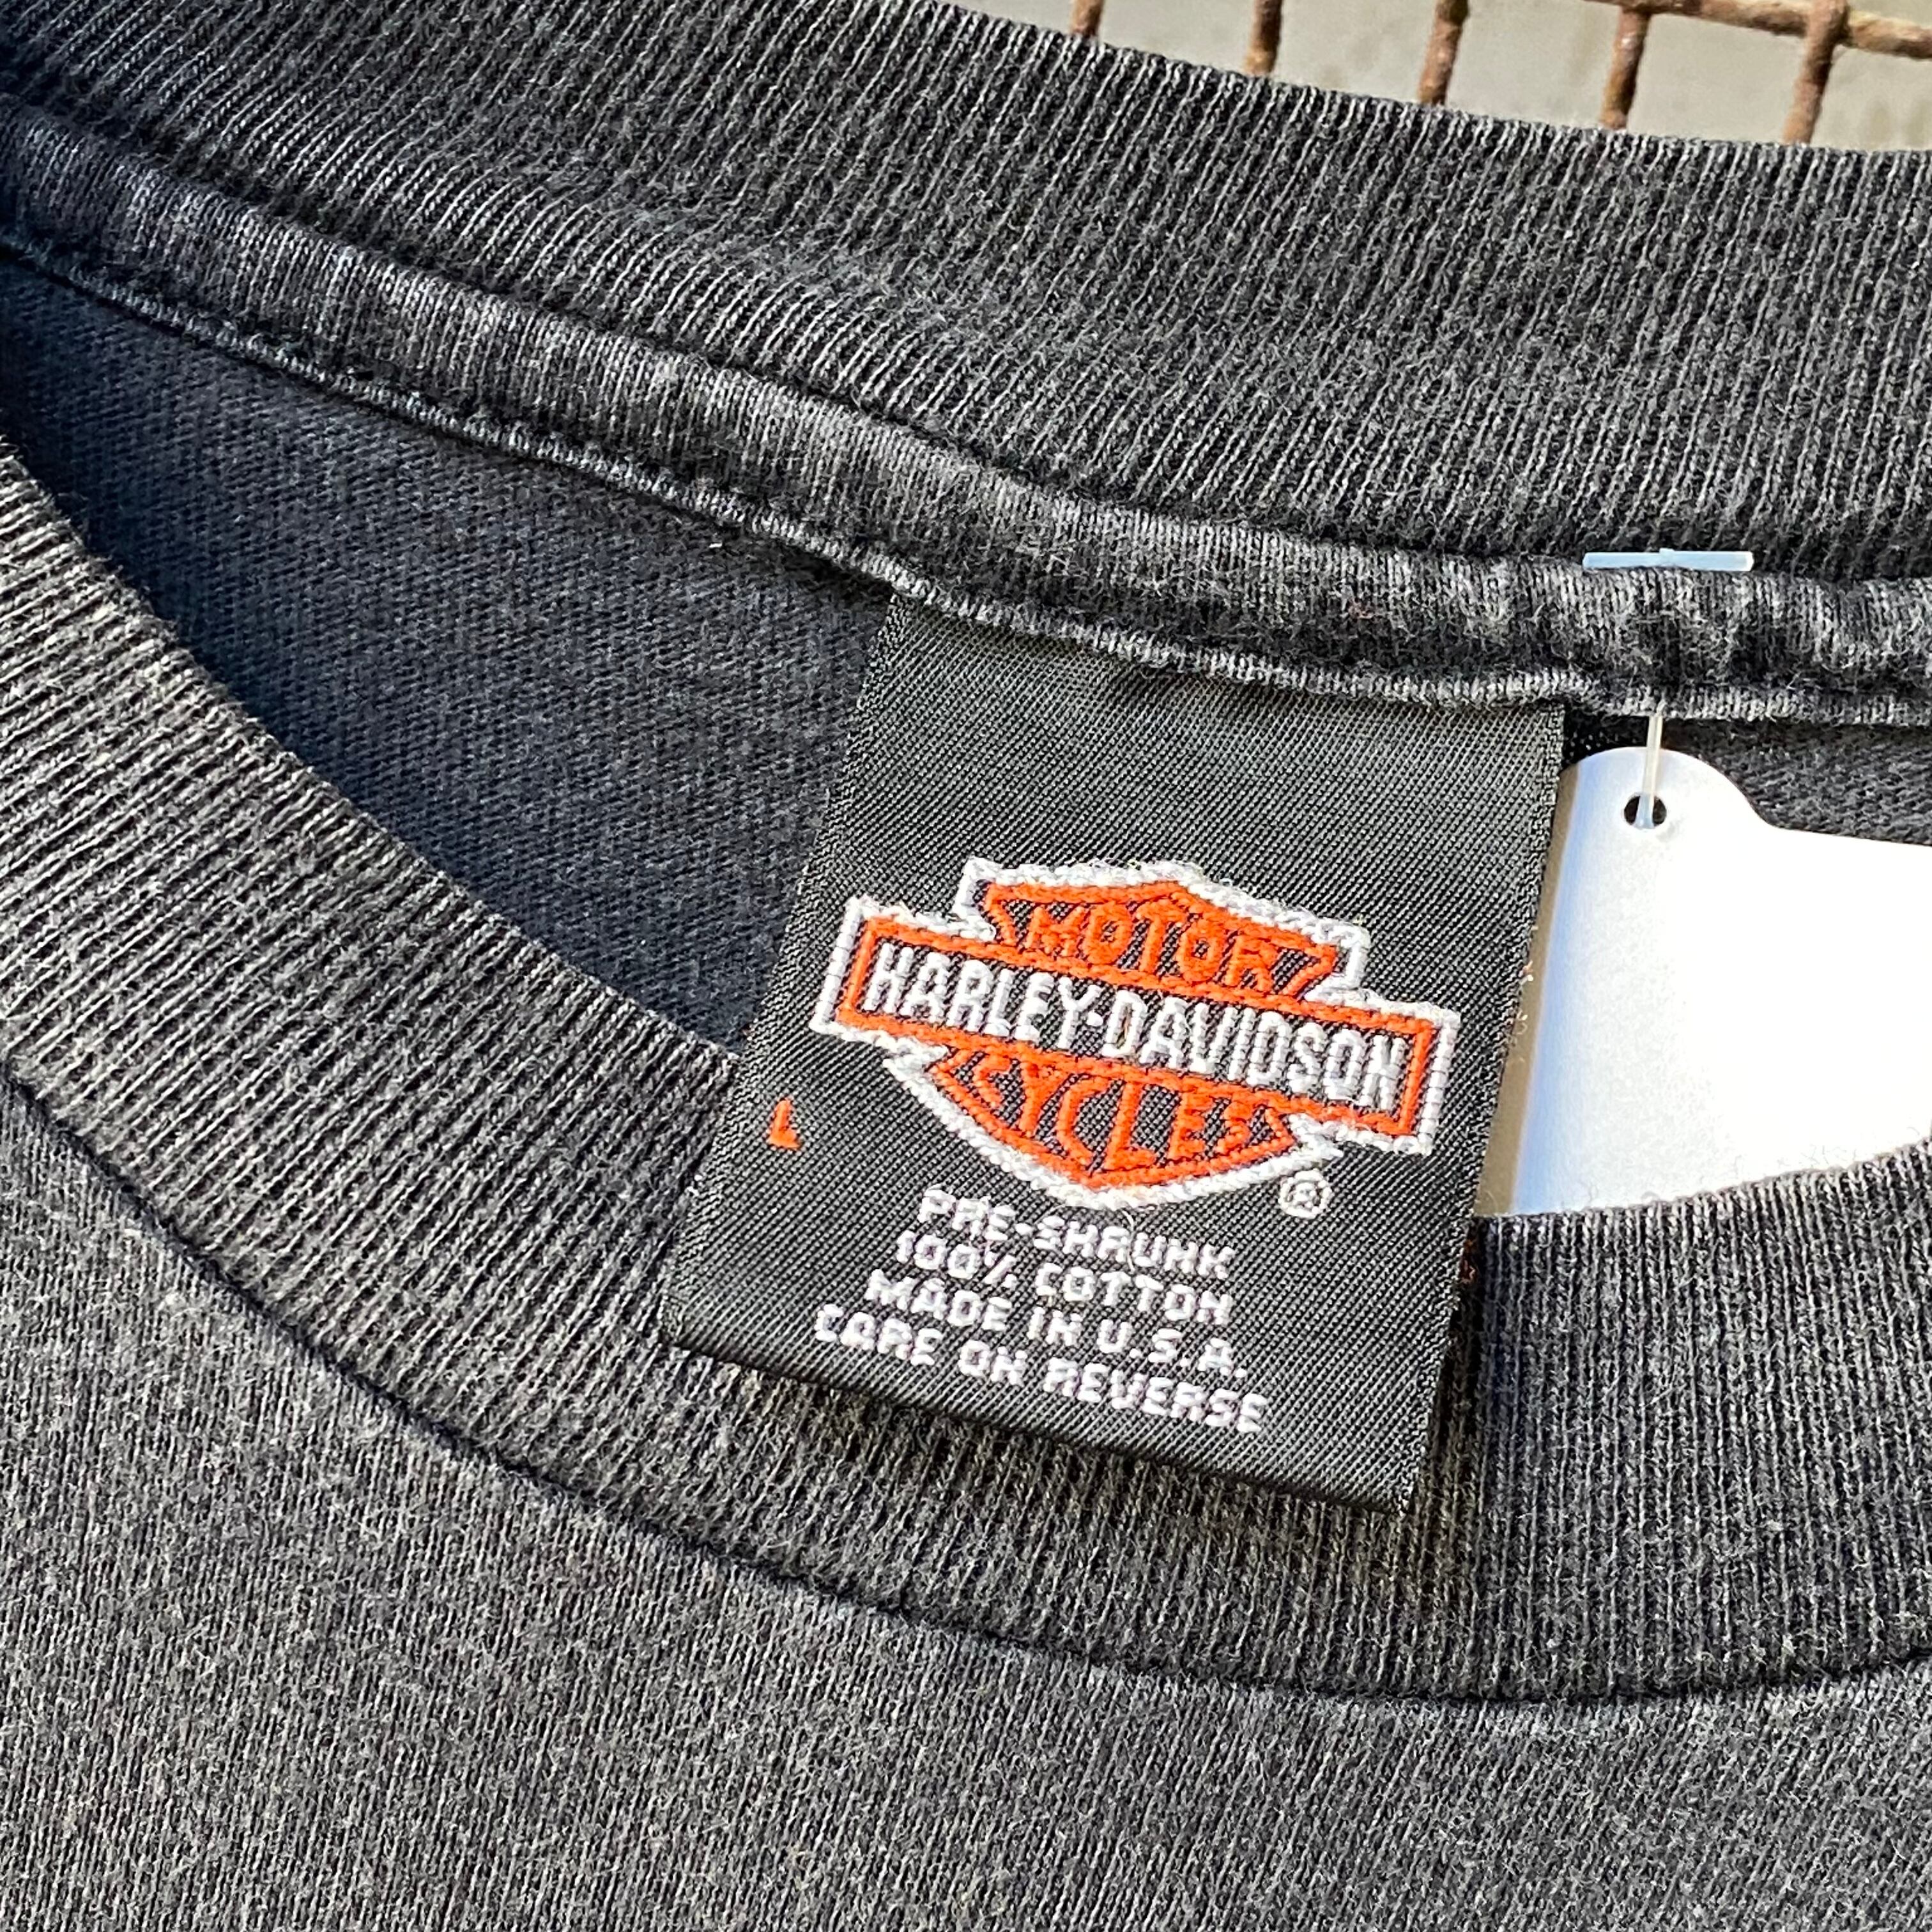 MOTOR
HARLEY-DAVIDSON
CYCLES
L
®
PRE-SHRUNK
100% COTTON
MADE IN U.S.A.
CARE ON REVERSE